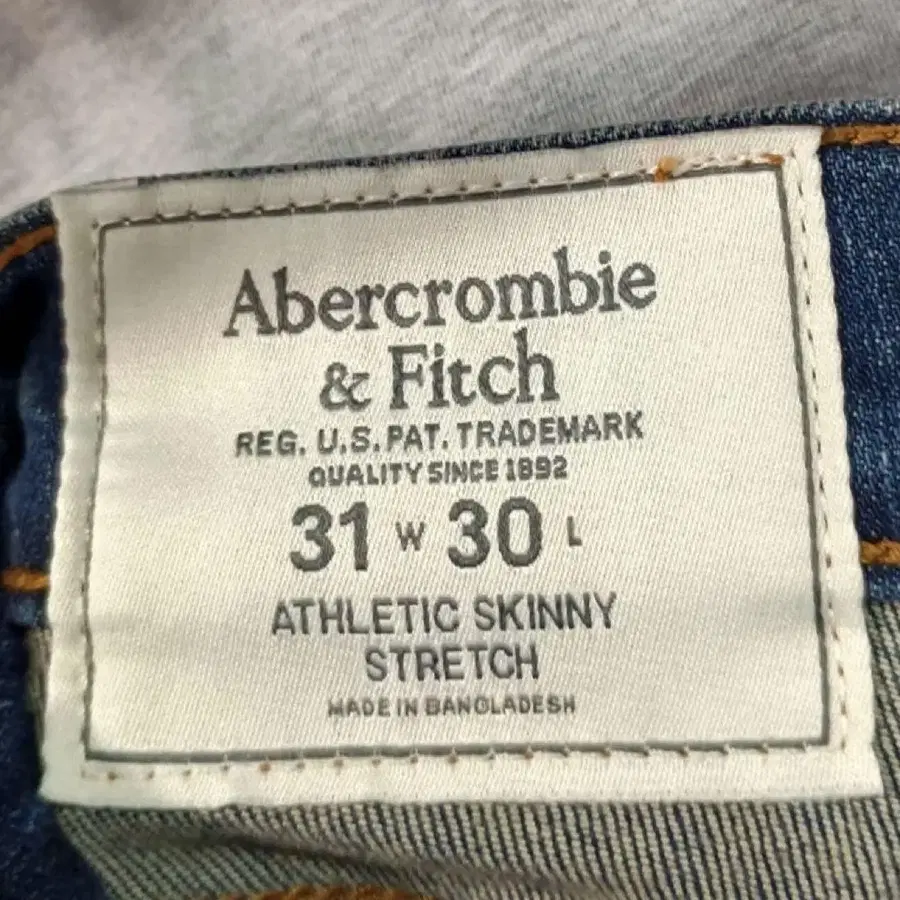 Abercrombie
& Fitch
REG. U.S. PAT. TRADEMARK
QUALITY SINCE 1892
31 W 30 L
ATHLETIC SKINNY
STRETCH
MADE IN BANGLADESH